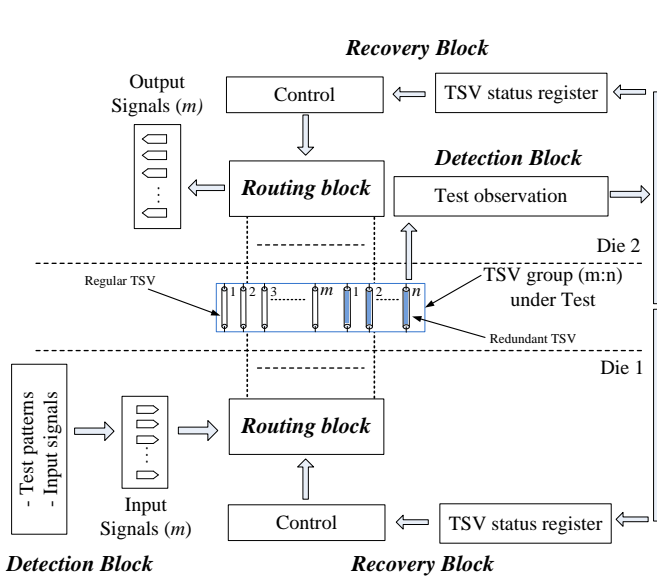 Recovery Block
Output
Signals (m)
Control
TSV status register
Detection Block
Routing block
Test observation
Die 2
Regular TSV
1 2 3 m 1 2 n
TSV group (m:n)
under Test
Redundant TSV
Die 1
- Test patterns
- Input signals
Routing block
Input
Signals (m)
Control
TSV status register
Detection Block
Recovery Block